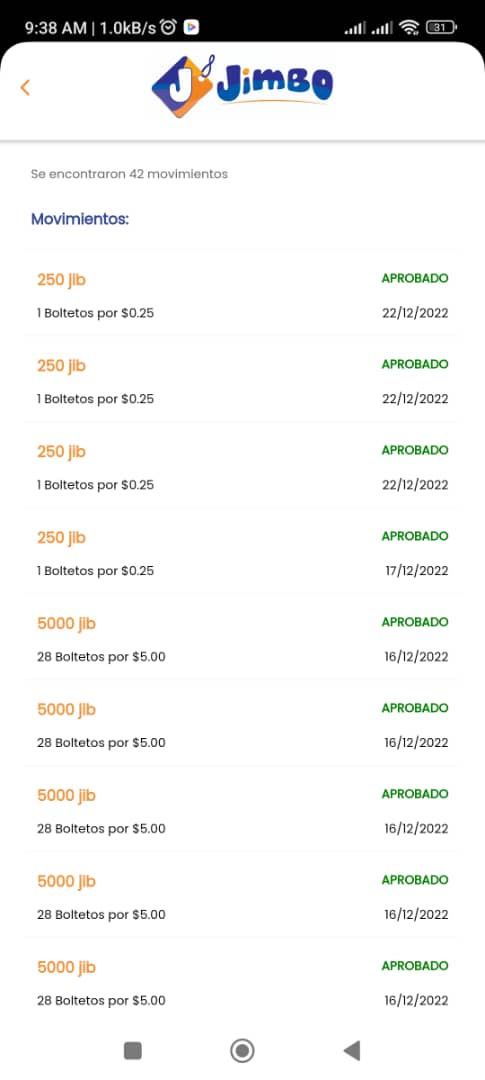 9:38 AM | 1.0kB/s
31
JIMBO
Se encontraron 42 movimientos
Movimientos:
250 jib
APROBADO
1 Boltetos por $0.25
22/12/2022
250 jib
APROBADO
1 Boltetos por $0.25
22/12/2022
250 jib
APROBADO
1 Boltetos por $0.25
22/12/2022
250 jib
APROBADO
1 Boltetos por $0.25
17/12/2022
5000 jib
APROBADO
28 Boltetos por $5.00
16/12/2022
5000 jib
APROBADO
28 Boltetos por $5.00
16/12/2022
5000 jib
APROBADO
28 Boltetos por $5.00
16/12/2022
5000 jib
APROBADO
28 Boltetos por $5.00
16/12/2022
5000 jib
APROBADO
28 Boltetos por $5.00
16/12/2022